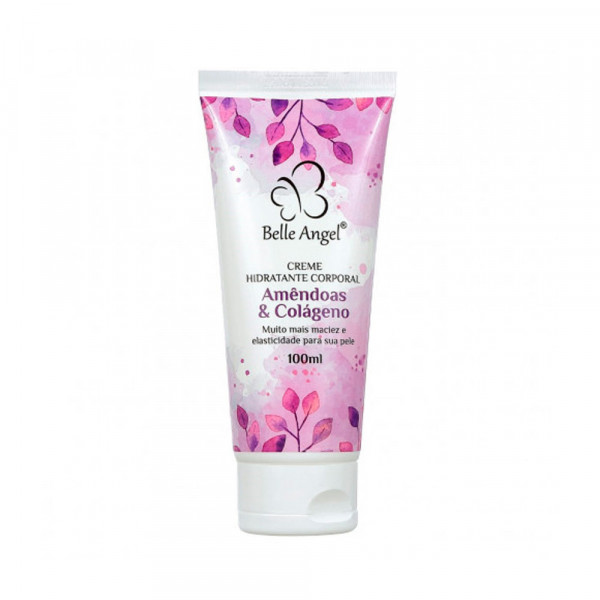 Belle Angel®
CREME
HIDRATANTE CORPORAL
Amêndoas
& Colágeno
Muito mais maciez e
elasticidade para sua pele
100ml